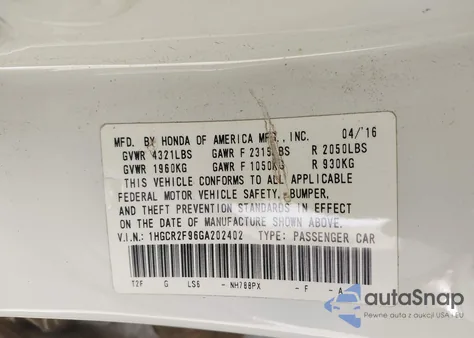 MFD. BY HONDA OF AMERICA MFG., INC. 04/16
GVWR 4321LBS GAWR F 2315LBS R 2050LBS
GVWR 1960KG GAWR F 1050KG R 930KG
THIS VEHICLE CONFORMS TO ALL APPLICABLE
FEDERAL MOTOR VEHICLE SAFETY, BUMPER,
AND THEFT PREVENTION STANDARDS IN EFFECT
ON THE DATE OF MANUFACTURE SHOWN ABOVE.
V.I.N.: 1HGCR2F96GA202402 TYPE: PASSENGER CAR
T2F G LS6 - NH788PX - F - A
autoSnap
Pewne auta z aukcji USA i EU